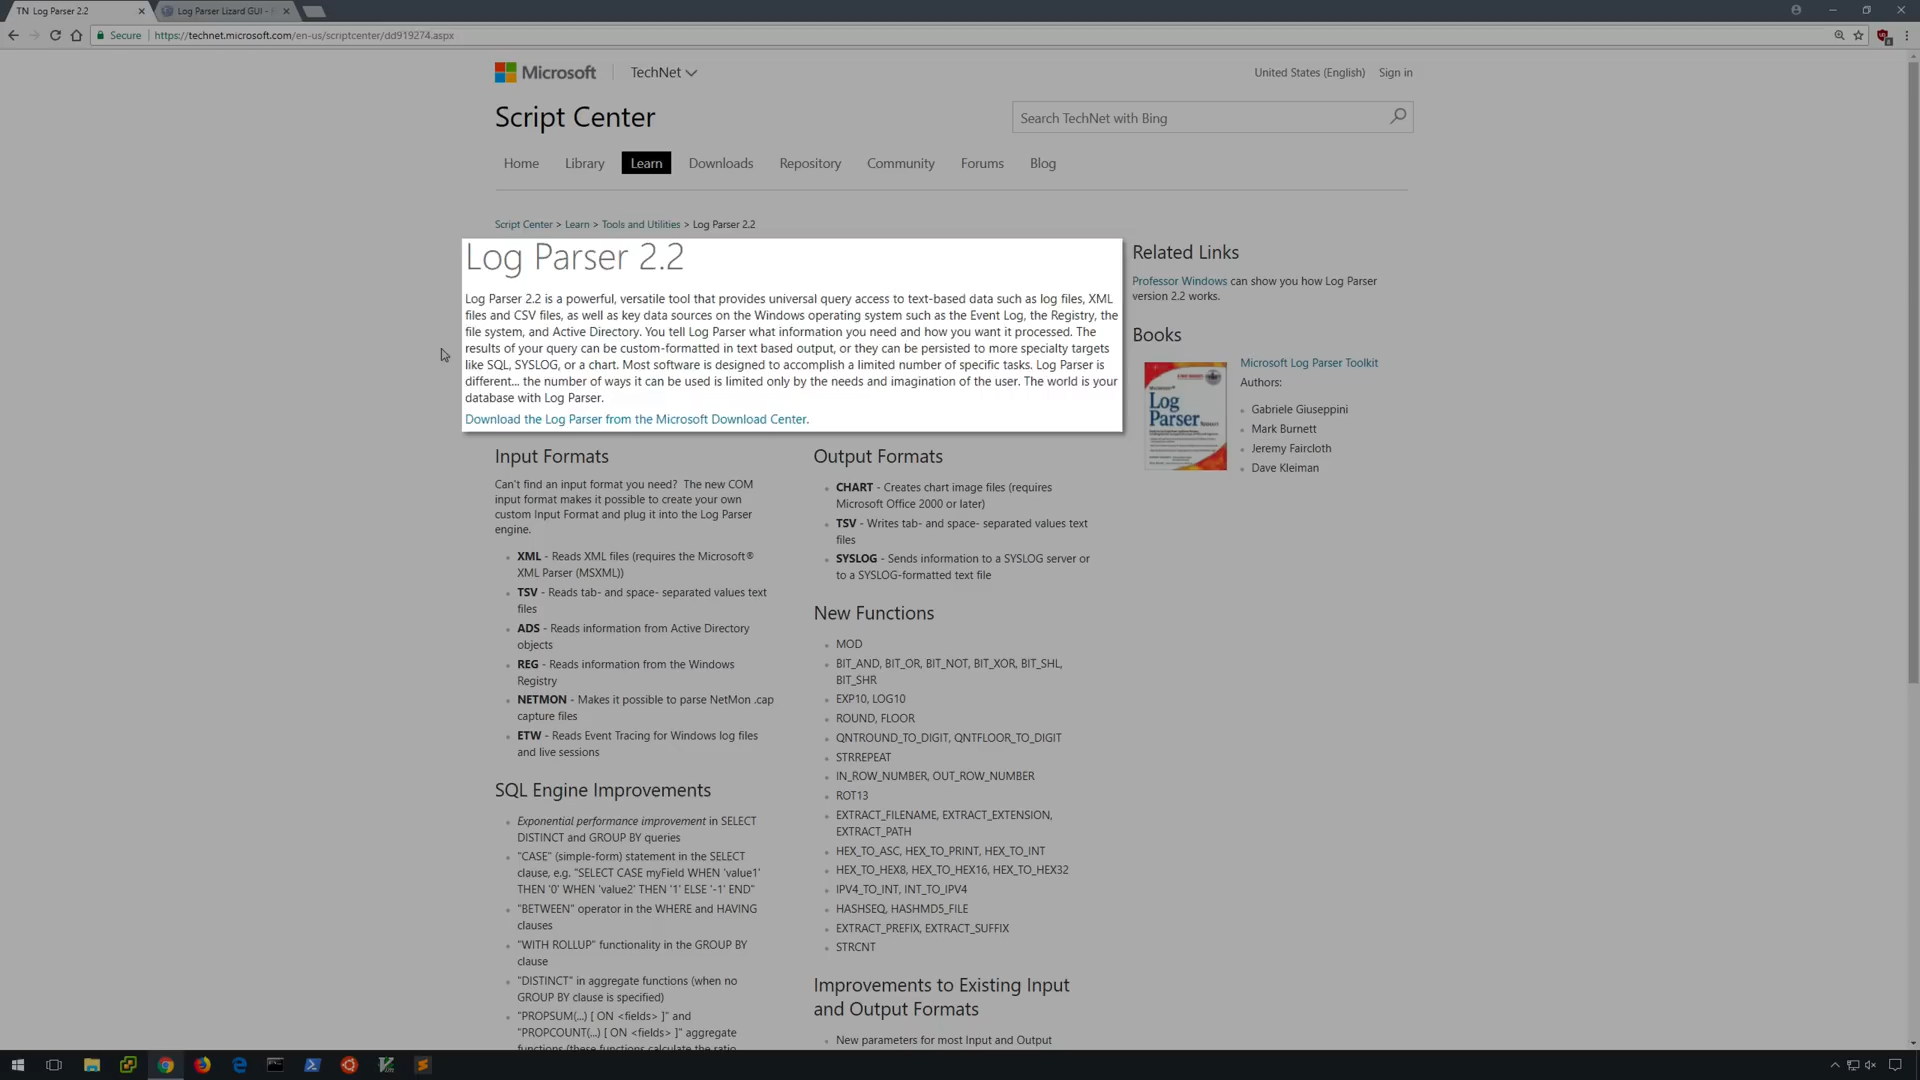 TN Log Parser 2.2
Log Parser Lizard GUI -
Secure
https://technet.microsoft.com/en-us/scriptcenter/dd919274.aspx
Microsoft
TechNet
United States (English) Sign in
Script Center
Search TechNet with Bing
Home Library Learn Downloads Repository Community Forums Blog
Script Center > Learn > Tools and Utilities > Log Parser 2.2
Log Parser 2.2
Log Parser 2.2 is a powerful, versatile tool that provides universal query access to text-based data such as log files, XML
files and CSV files, as well as key data sources on the Windows operating system such as the Event Log, the Registry, the
file system, and Active Directory. You tell Log Parser what information you need and how you want it processed. The
results of your query can be custom-formatted in text based output, or they can be persisted to more specialty targets
like SQL, SYSLOG, or a chart. Most software is designed to accomplish a limited number of specific tasks. Log Parser is
different... the number of ways it can be used is limited only by the needs and imagination of the user. The world is your
database with Log Parser.
Download the Log Parser from the Microsoft Download Center.
Input Formats
Can't find an input format you need? The new COM
input format makes it possible to create your own
custom Input Format and plug it into the Log Parser
engine.
XML - Reads XML files (requires the Microsoft®
XML Parser (MSXML))
TSV - Reads tab- and space- separated values text
files
ADS - Reads information from Active Directory
objects
REG - Reads information from the Windows
Registry
NETMON - Makes it possible to parse NetMon .cap
capture files
ETW - Reads Event Tracing for Windows log files
and live sessions
SQL Engine Improvements
Exponential performance improvement in SELECT
DISTINCT and GROUP BY queries
"CASE" (simple-form) statement in the SELECT
clause, e.g. "SELECT CASE myField WHEN 'value1'
THEN '0' WHEN 'value2' THEN '1' ELSE '-1' END"
"BETWEEN" operator in the WHERE and HAVING
clauses
"WITH ROLLUP" functionality in the GROUP BY
clause
"DISTINCT" in aggregate functions (when no
GROUP BY clause is specified)
"PROPSUM(...) [ ON <fields> ]" and
"PROPCOUNT(...) [ ON <fields> ]" aggregate
functions (these functions calculate the ratio
Output Formats
CHART - Creates chart image files (requires
Microsoft Office 2000 or later)
TSV - Writes tab- and space- separated values text
files
SYSLOG - Sends information to a SYSLOG server or
to a SYSLOG-formatted text file
New Functions
MOD
BIT_AND, BIT_OR, BIT_NOT, BIT_XOR, BIT_SHL,
BIT_SHR
EXP10, LOG10
ROUND, FLOOR
QNTROUND_TO_DIGIT, QNTFLOOR_TO_DIGIT
STRREPEAT
IN_ROW_NUMBER, OUT_ROW_NUMBER
ROT13
EXTRACT_FILENAME, EXTRACT_EXTENSION,
EXTRACT_PATH
HEX_TO_ASC, HEX_TO_PRINT, HEX_TO_INT
HEX_TO_HEX8, HEX_TO_HEX16, HEX_TO_HEX32
IPV4_TO_INT, INT_TO_IPV4
HASHSEQ, HASHMD5_FILE
EXTRACT_PREFIX, EXTRACT_SUFFIX
STRCNT
Improvements to Existing Input
and Output Formats
New parameters for most Input and Output
Related Links
Professor Windows can show you how Log Parser
version 2.2 works.
Books
Log
Parser
Microsoft Log Parser Toolkit
Authors:
Gabriele Giuseppini
Mark Burnett
Jeremy Faircloth
Dave Kleiman